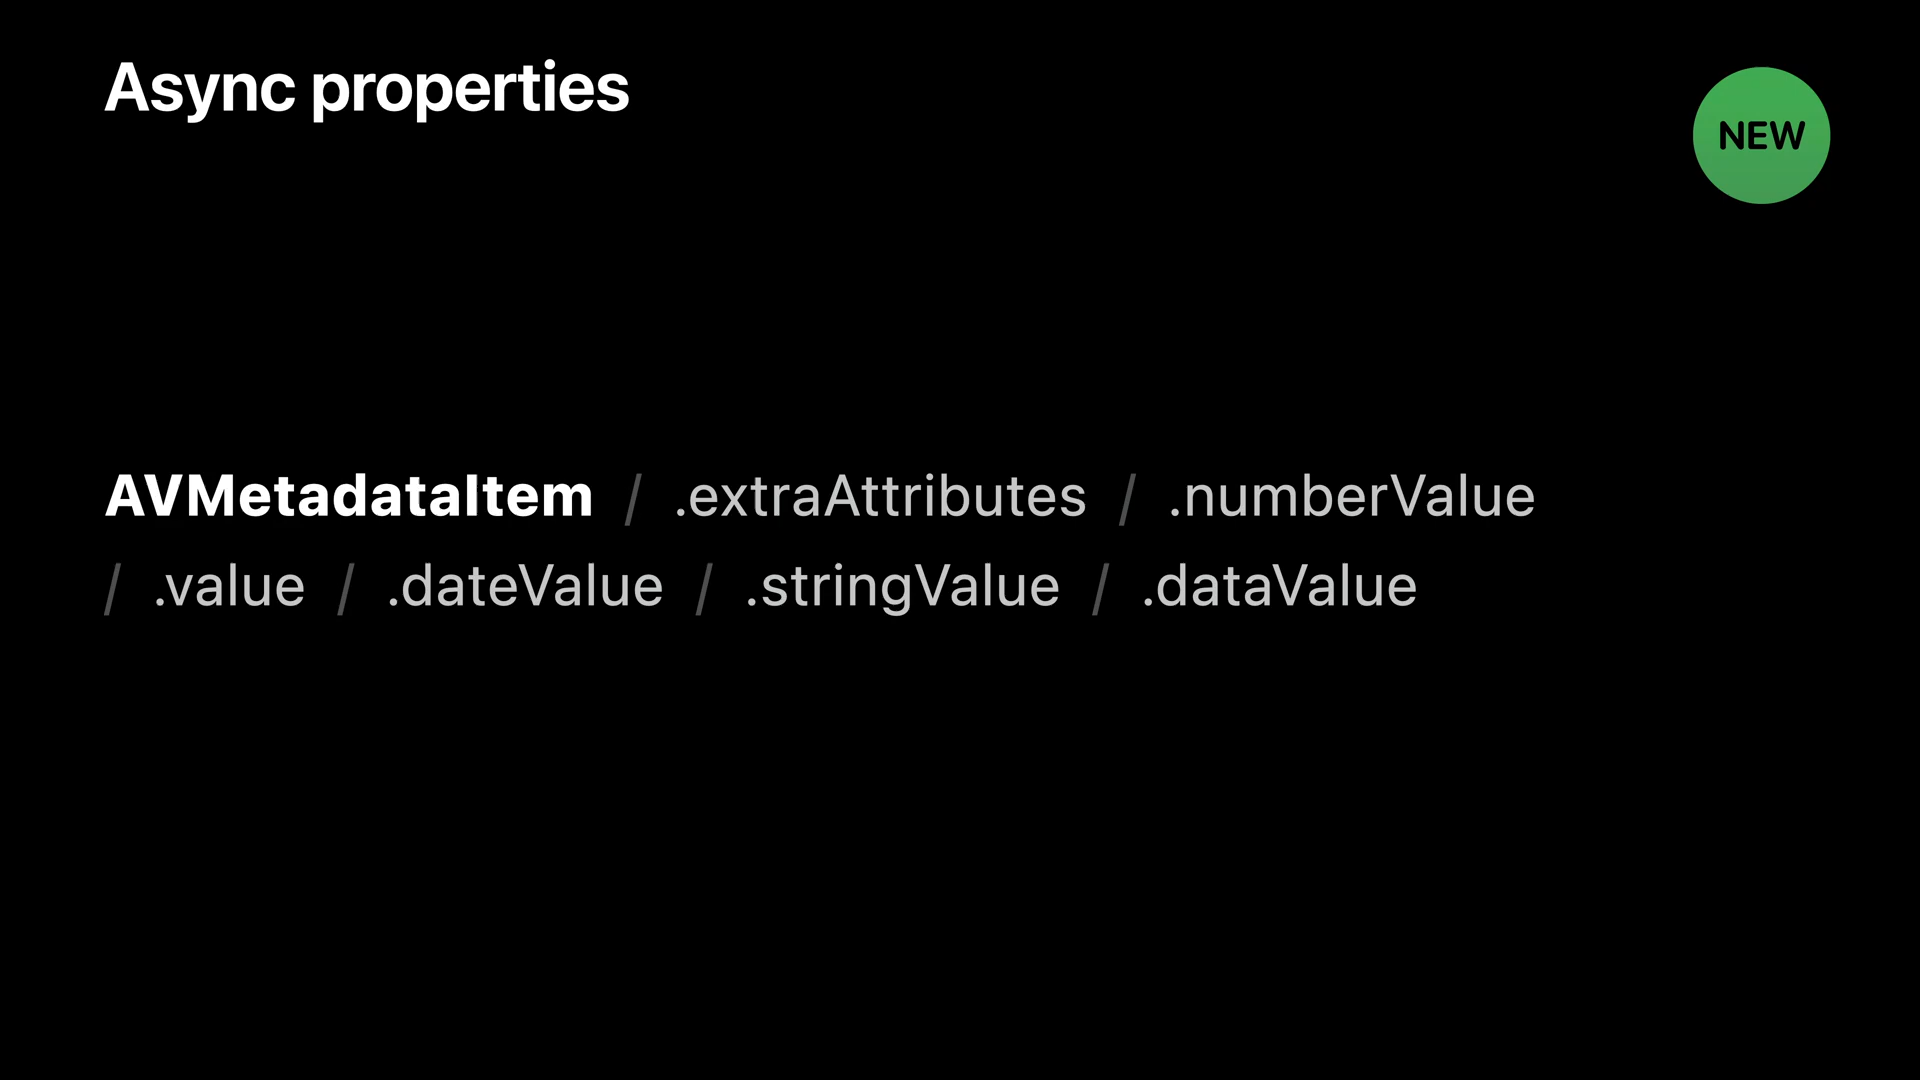 Async properties
NEW
AVMetadataItem / .extraAttributes / .numberValue
/ .value / .dateValue / .stringValue / .dataValue